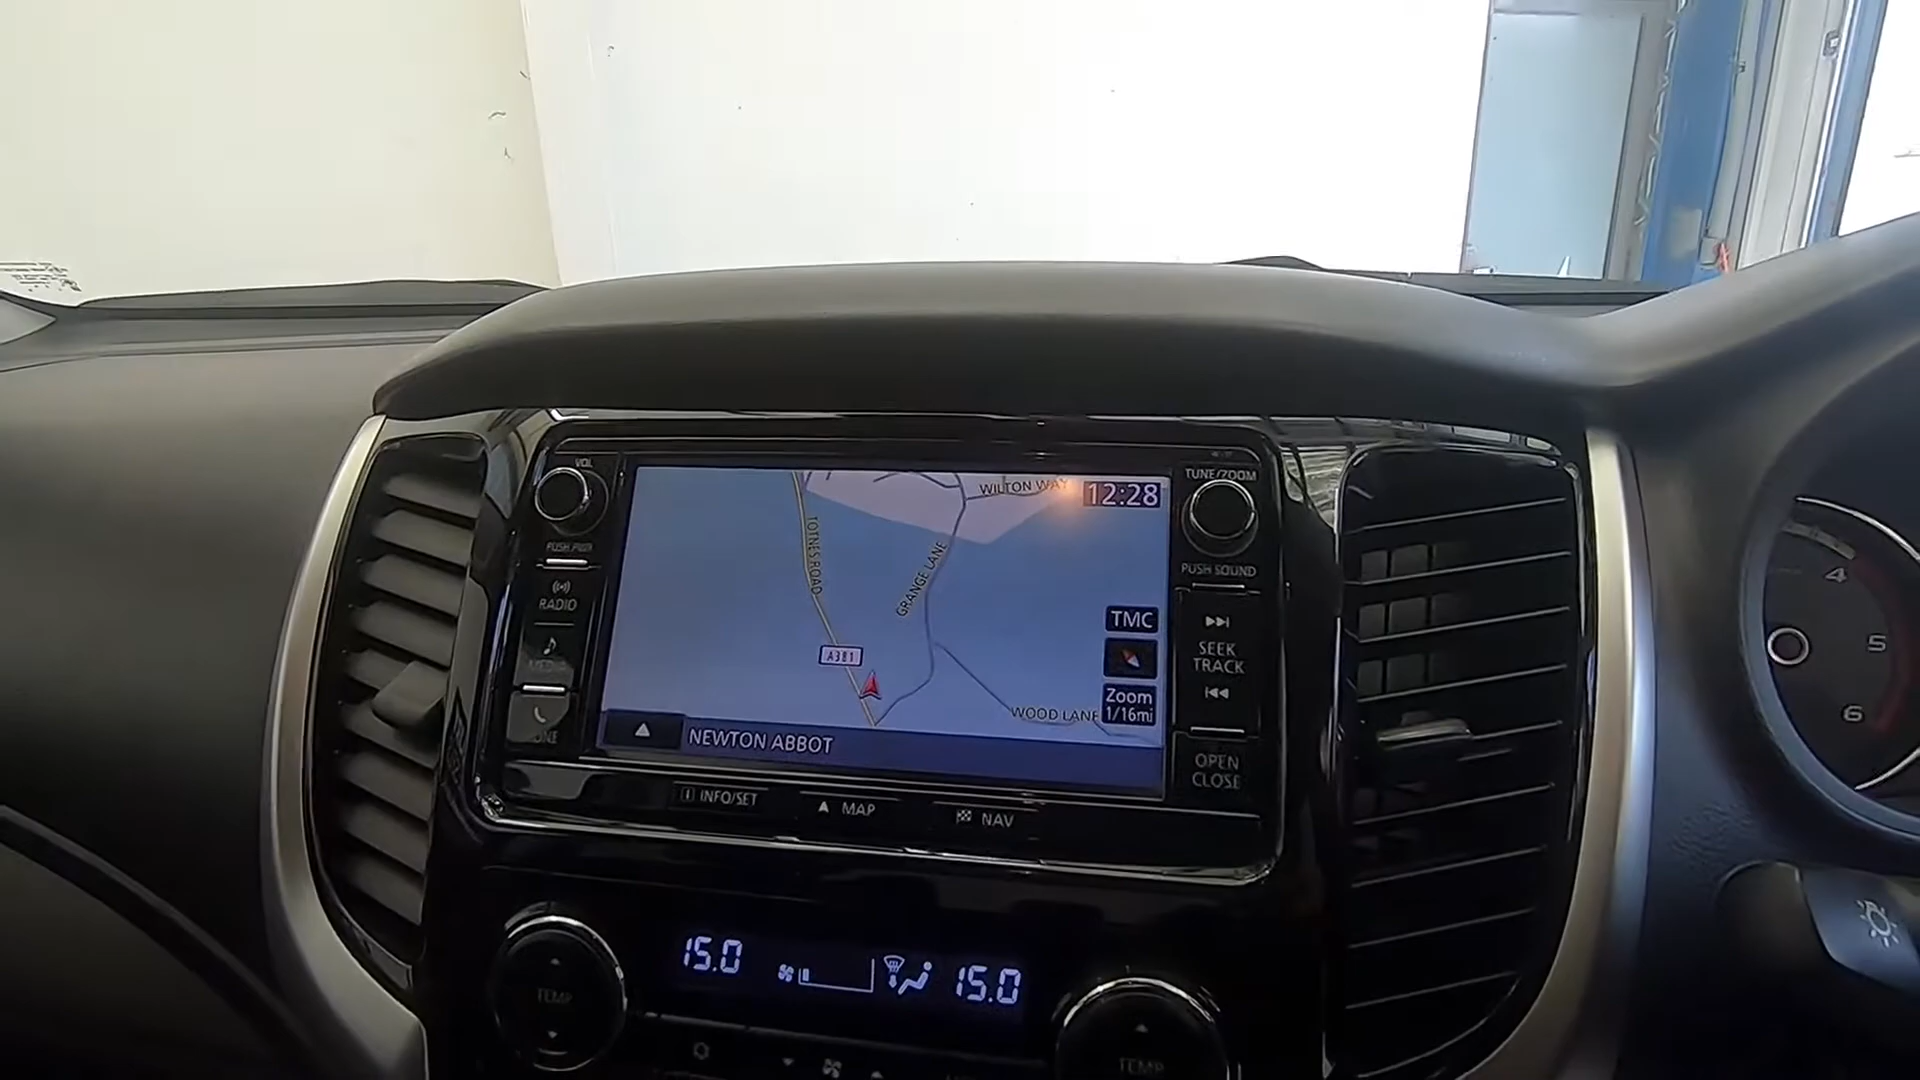 VOL
TUNE/ZOOM
WILTON WAY
12:28
TOTNES ROAD
GRANGE LANE
PUSH PWR
PUSH SOUND
RADIO
TMC
SEEK
TRACK
MEDIA
A381
Zoom
1/16mi
WOOD LANE
NEWTON ABBOT
OPEN
CLOSE
INFO/SET
MAP
NAV
4
5
6
15.0
15.0
TEMP
TEMP